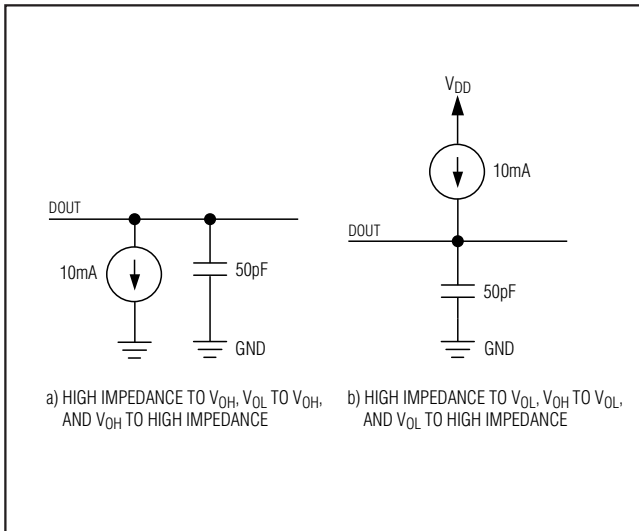 DOUT
10mA
50pF
GND
a) HIGH IMPEDANCE TO VOH, VOL TO VOH,
AND VOH TO HIGH IMPEDANCE
VDD
10mA
DOUT
50pF
GND
b) HIGH IMPEDANCE TO VOL, VOH TO VOL,
AND VOL TO HIGH IMPEDANCE